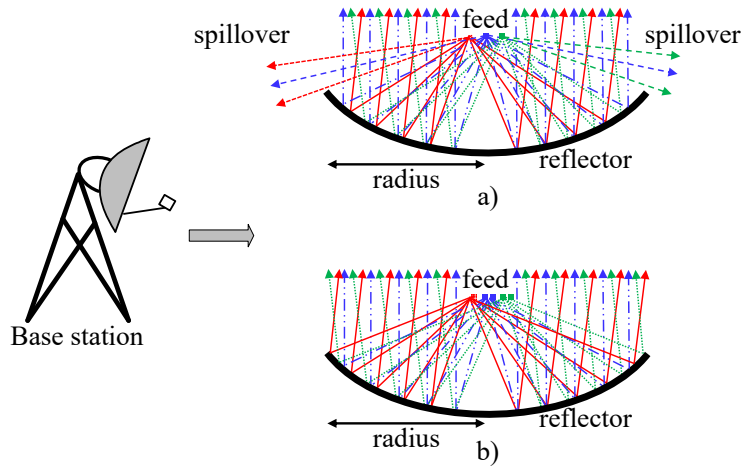 feed
spillover
spillover
reflector
radius
a)
Base station
feed
reflector
radius
b)